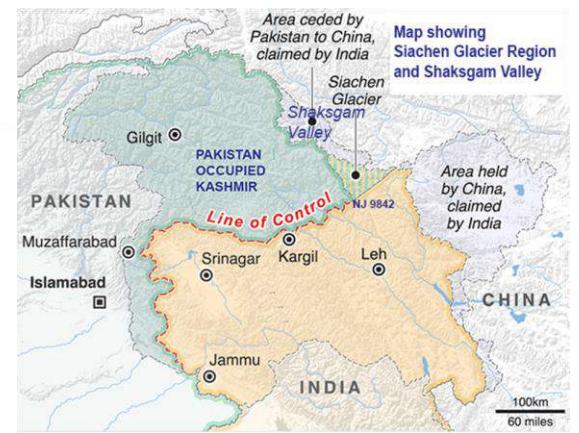 Area ceded by
Pakistan to China,
claimed by India
Map showing
Siachen Glacier Region
and Shaksgam Valley
Siachen
Glacier
Shaksgam
Valley
Gilgit
PAKISTAN
OCCUPIED
KASHMIR
Area held
by China,
claimed
by India
PAKISTAN
Line of Control
NJ 9842
Muzaffarabad
Srinagar
Kargil
Leh
Islamabad
CHINA
Jammu
INDIA
100km
60 miles